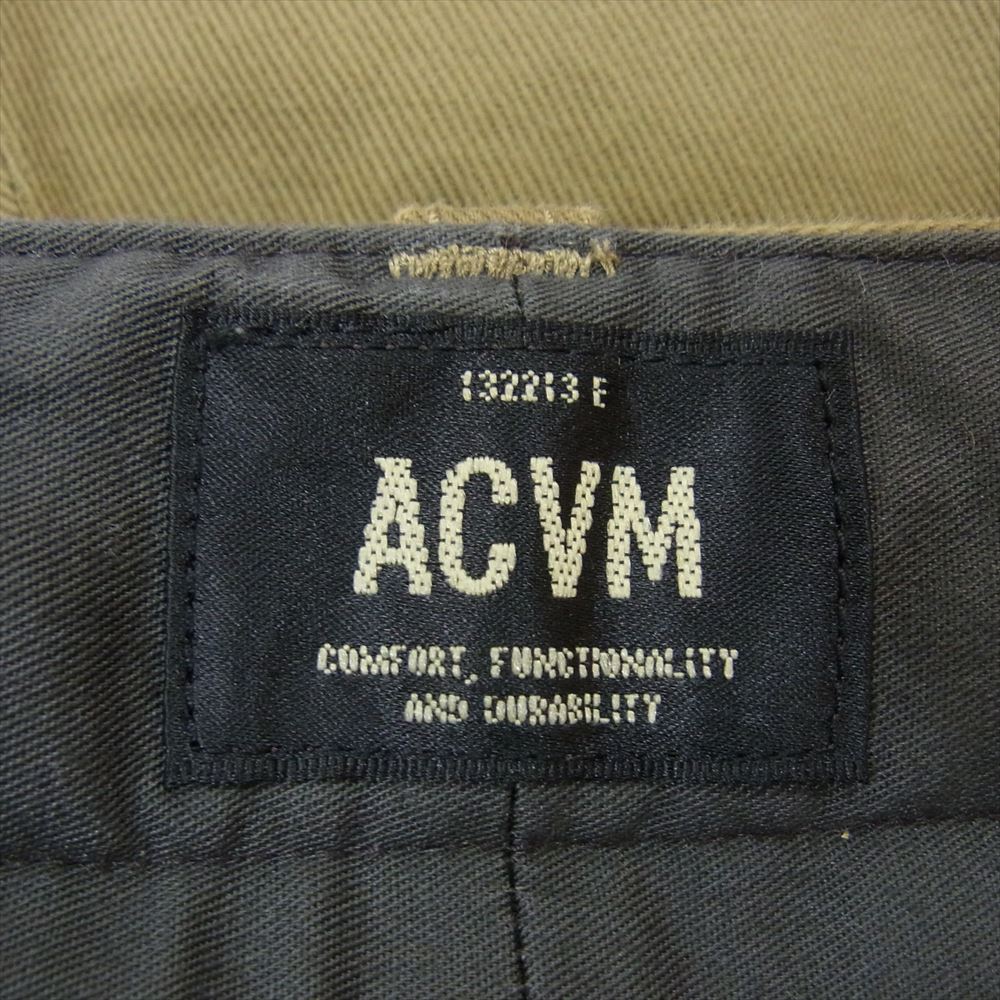 132213 E
ACVM
COMFORT, FUNCTIONALITY
AND DURABILITY